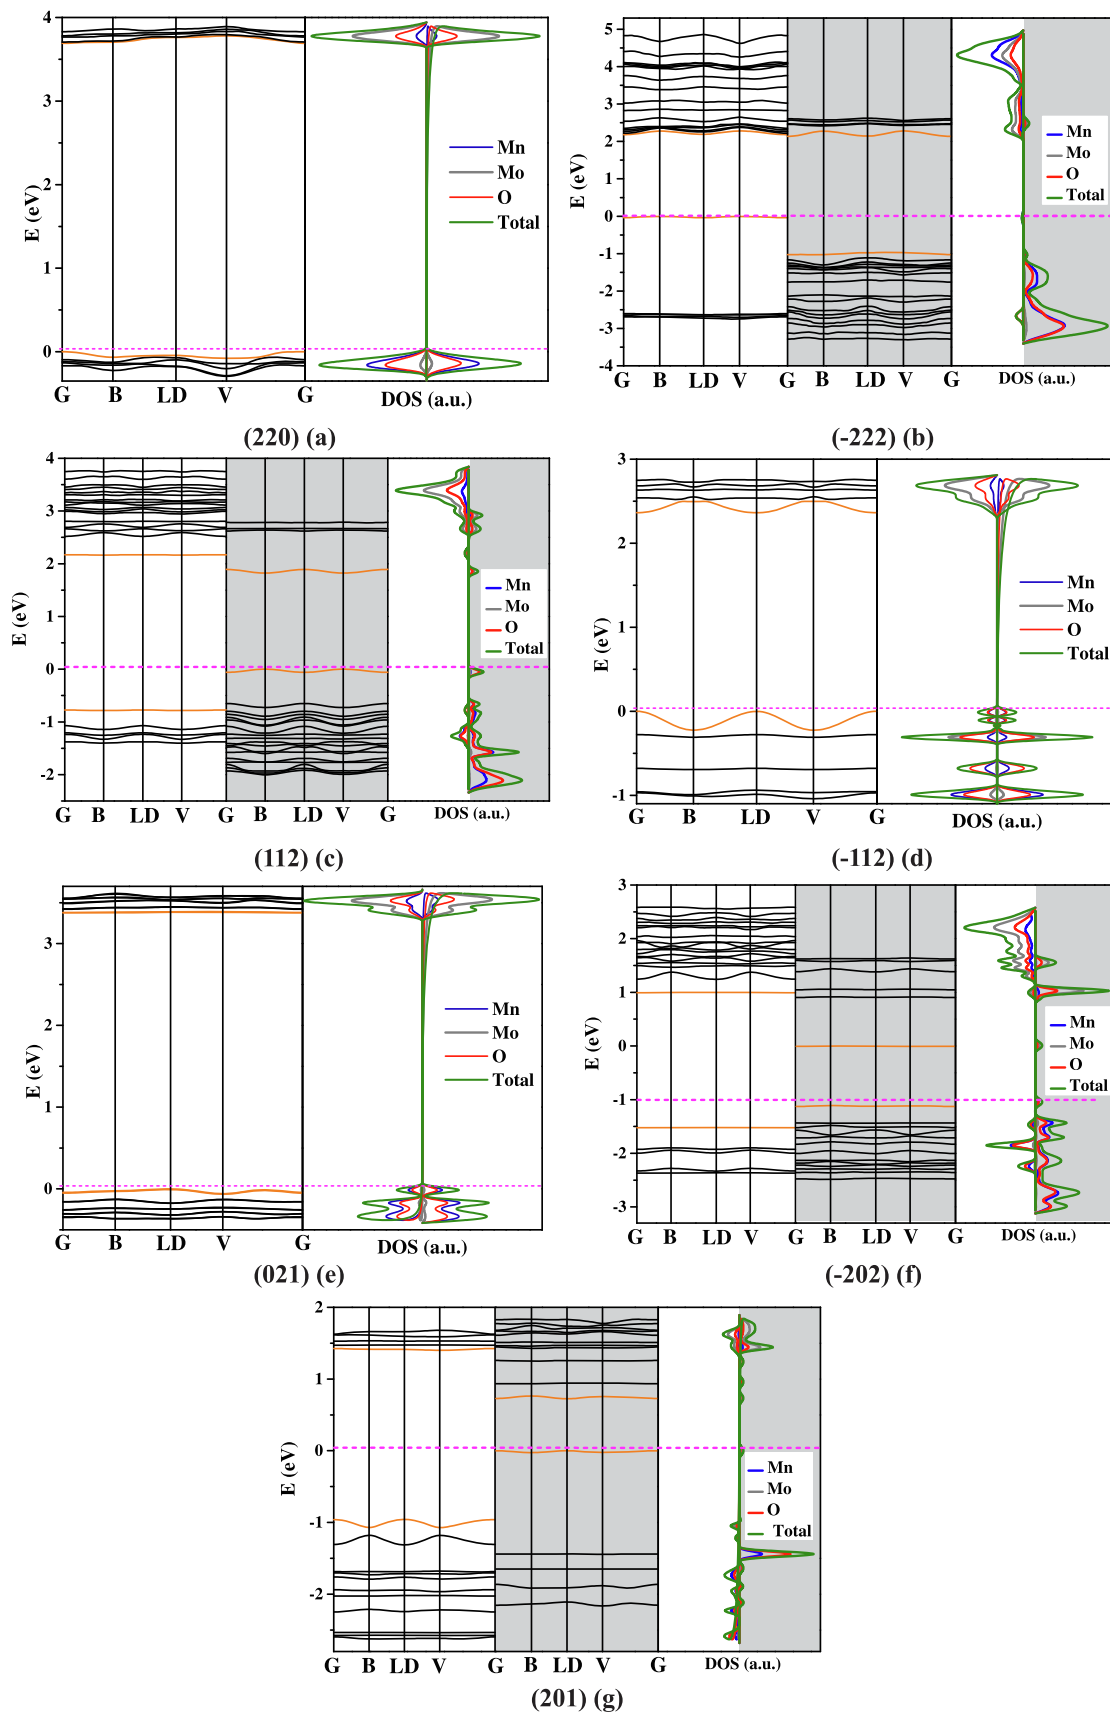 4
3
2
1
0
E (eV)
Mn
Mo
O
Total
G B LD V G DOS (a.u.)
(220) (a)
5
4
3
2
1
0
-1
-2
-3
-4
E (eV)
Mn
Mo
O
Total
G B LD V G B LD V G DOS (a.u.)
(-222) (b)
4
3
2
1
0
-1
-2
E (eV)
Mn
Mo
O
Total
G B LD V G B LD V G DOS (a.u.)
(112) (c)
3
2
1
0
-1
E (eV)
Mn
Mo
O
Total
G B LD V G DOS (a.u.)
(-112) (d)
3
2
1
0
E (eV)
Mn
Mo
O
Total
G B LD V G DOS (a.u.)
(021) (e)
3
2
1
0
-1
-2
-3
E (eV)
Mn
Mo
O
Total
G B LD V G B LD V G DOS (a.u.)
(-202) (f)
2
1
0
-1
-2
E (eV)
Mn
Mo
O
Total
G B LD V G B LD V G DOS (a.u.)
(201) (g)